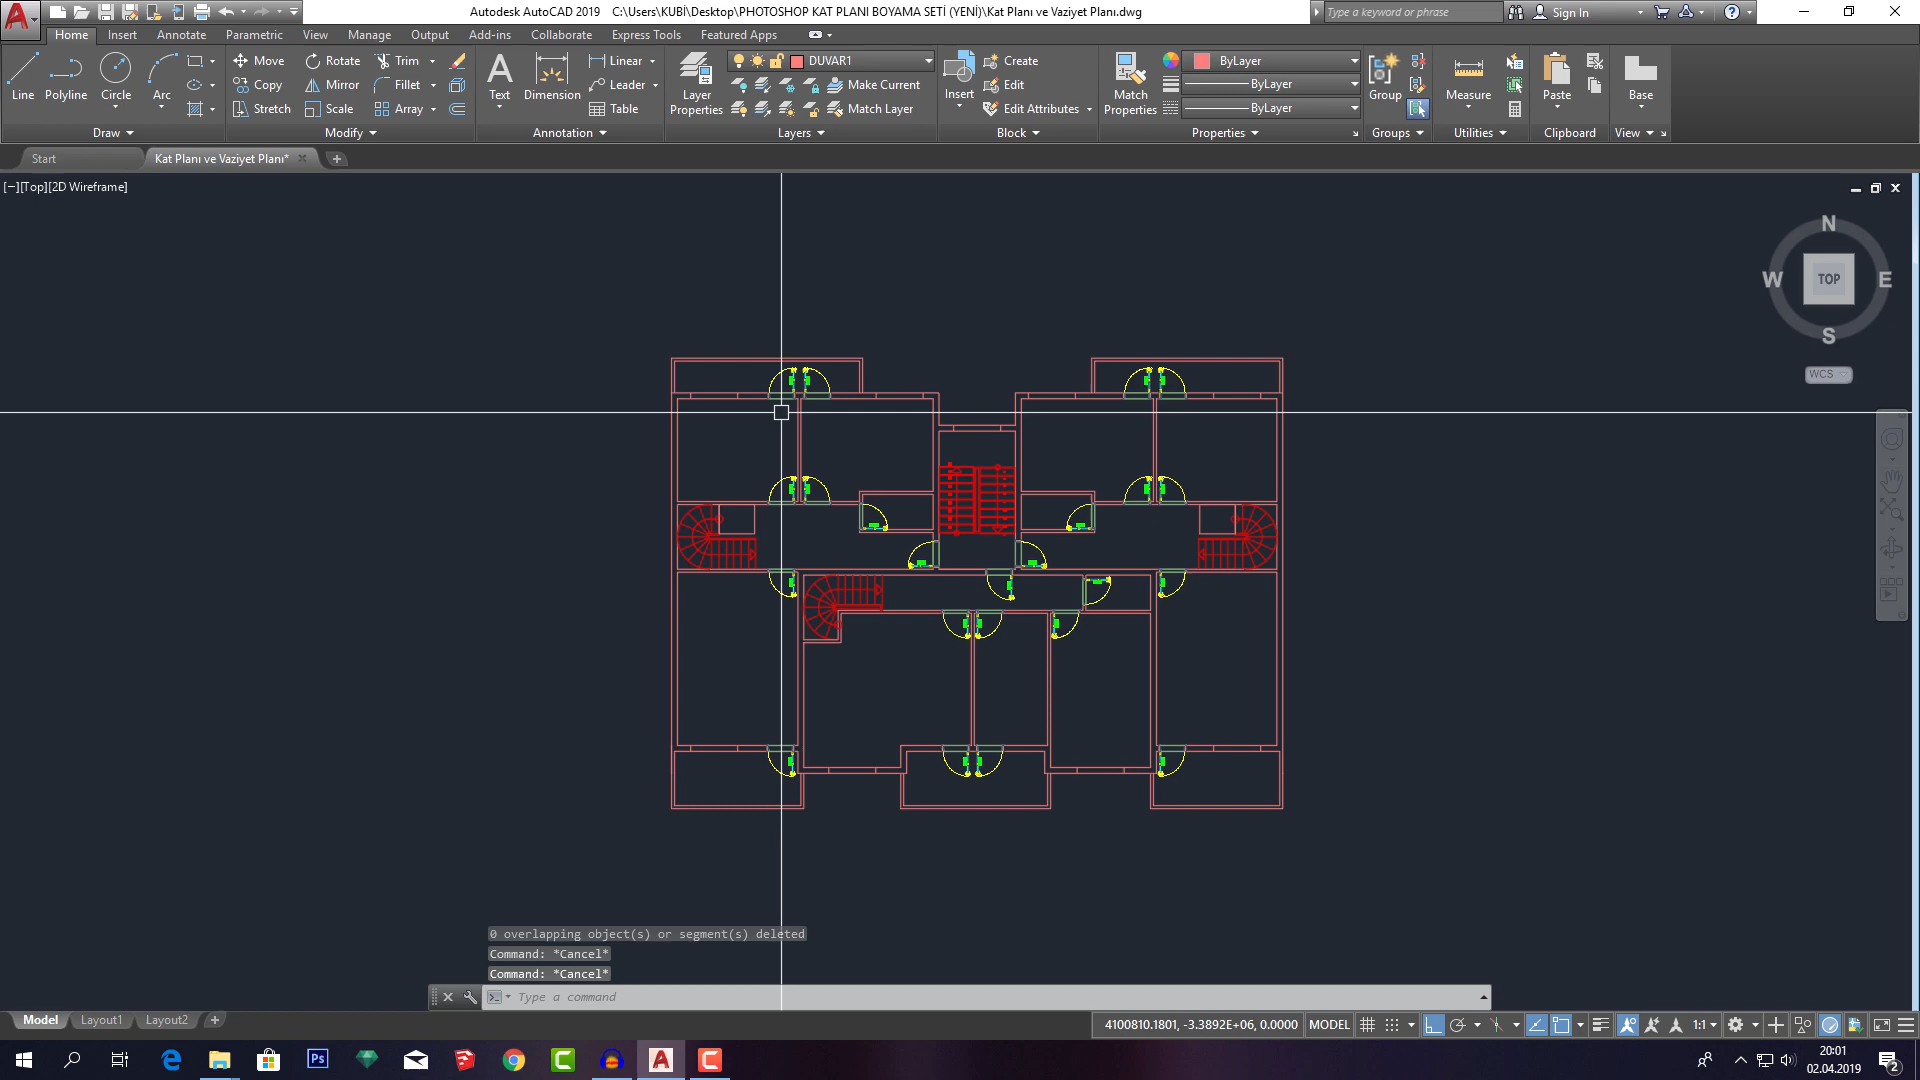 Autodesk AutoCAD 2019 C:\Users\KUBİ\Desktop\PHOTOSHOP KAT PLANI BOYAMA SETİ (YENİ)\Kat Planı ve Vaziyet Planı.dwg
Type a keyword or phrase
Sign In
Home Insert Annotate Parametric View Manage Output Add-ins Collaborate Express Tools Featured Apps
Line Polyline Circle Arc
Move Rotate Trim
Copy Mirror Fillet
Stretch Scale Array
Text Dimension
Linear
Leader
Table
Layer Properties
DUVAR1
Make Current
Match Layer
Insert
Create
Edit
Edit Attributes
Match Properties
ByLayer
ByLayer
ByLayer
Group
Measure
Paste
Base
Draw Modify Annotation Layers Block Properties Groups Utilities Clipboard View
Start Kat Planı ve Vaziyet Planı*
[−][Top][2D Wireframe]
N
W TOP E
S
WCS
0 overlapping object(s) or segment(s) deleted
Command: *Cancel*
Command: *Cancel*
Type a command
Model Layout1 Layout2
4100810.1801, -3.3892E+06, 0.0000 MODEL 1:1
Ps
20:01
02.04.2019
2